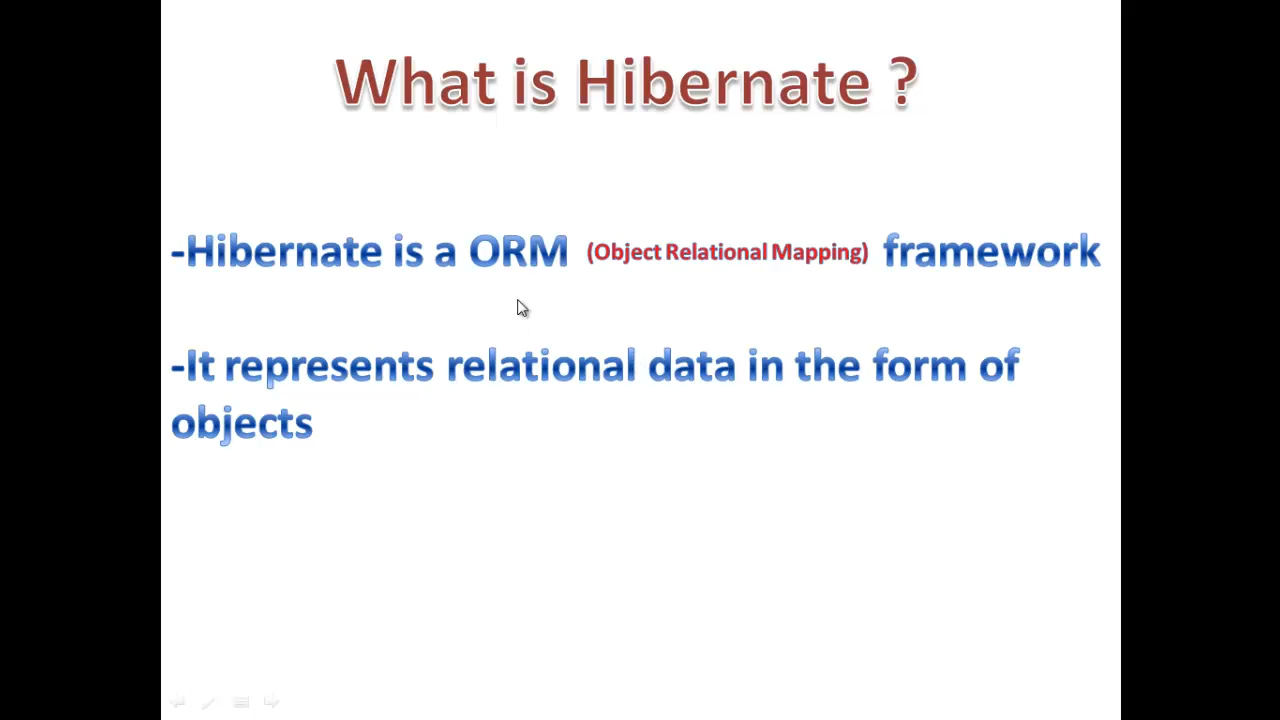 What is Hibernate ?
-Hibernate is a ORM (Object Relational Mapping) framework
-It represents relational data in the form of
objects